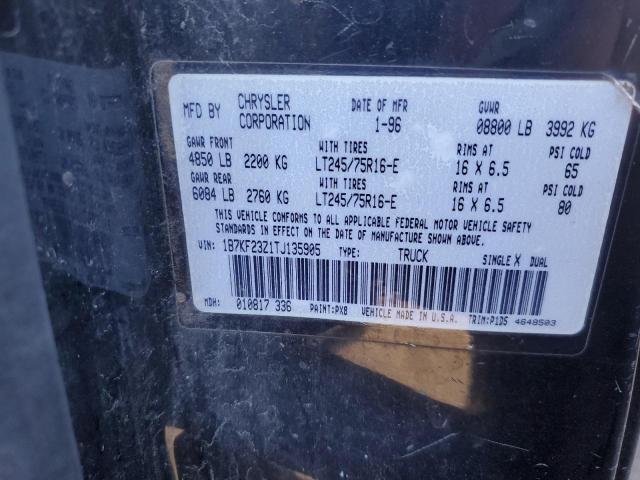 MFD BY CHRYSLER CORPORATION DATE OF MFR 1-96 GVWR 08800 LB 3992 KG
GAWR FRONT WITH TIRES RIMS AT PSI COLD
4850 LB 2200 KG LT245/75R16-E 16 X 6.5 65
GAWR REAR WITH TIRES RIMS AT PSI COLD
6084 LB 2760 KG LT245/75R16-E 16 X 6.5 80
THIS VEHICLE CONFORMS TO ALL APPLICABLE FEDERAL MOTOR VEHICLE SAFETY
STANDARDS IN EFFECT ON THE DATE OF MANUFACTURE SHOWN ABOVE.
VIN: 1B7KF23Z1TJ135905 TYPE: TRUCK SINGLE X DUAL
MDH: 010817 336 PAINT:PX8 VEHICLE MADE IN U.S.A. TRIM:P1D5 4648503